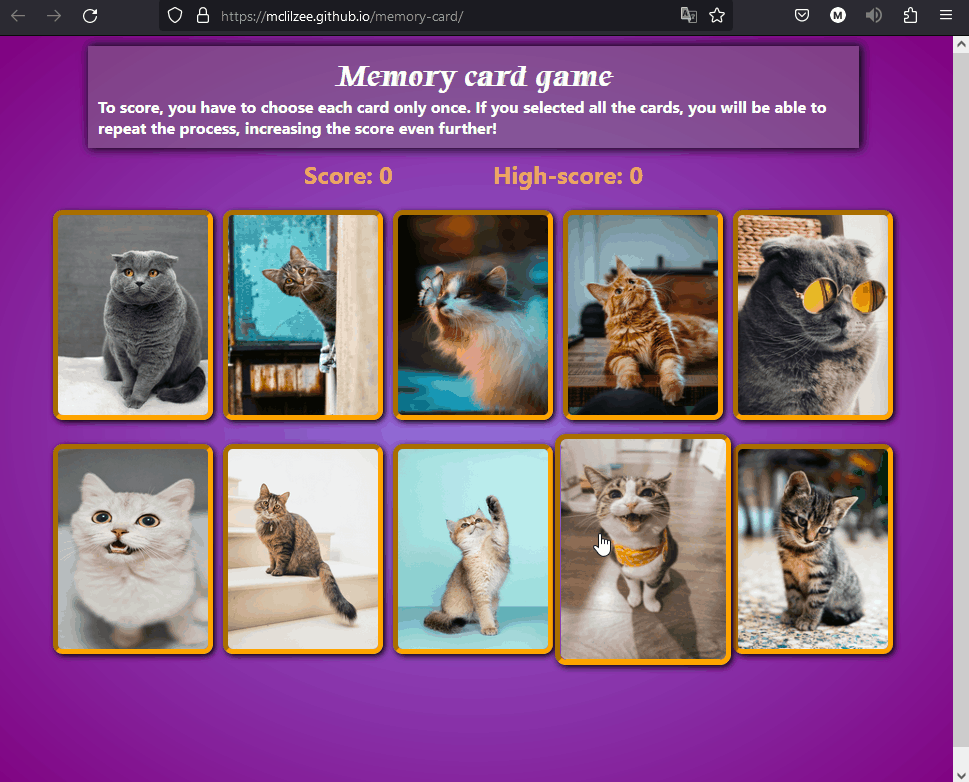 https://mclilzee.github.io/memory-card/
M
Memory card game
To score, you have to choose each card only once. If you selected all the cards, you will be able to
repeat the process, increasing the score even further!
Score: 0 High-score: 0